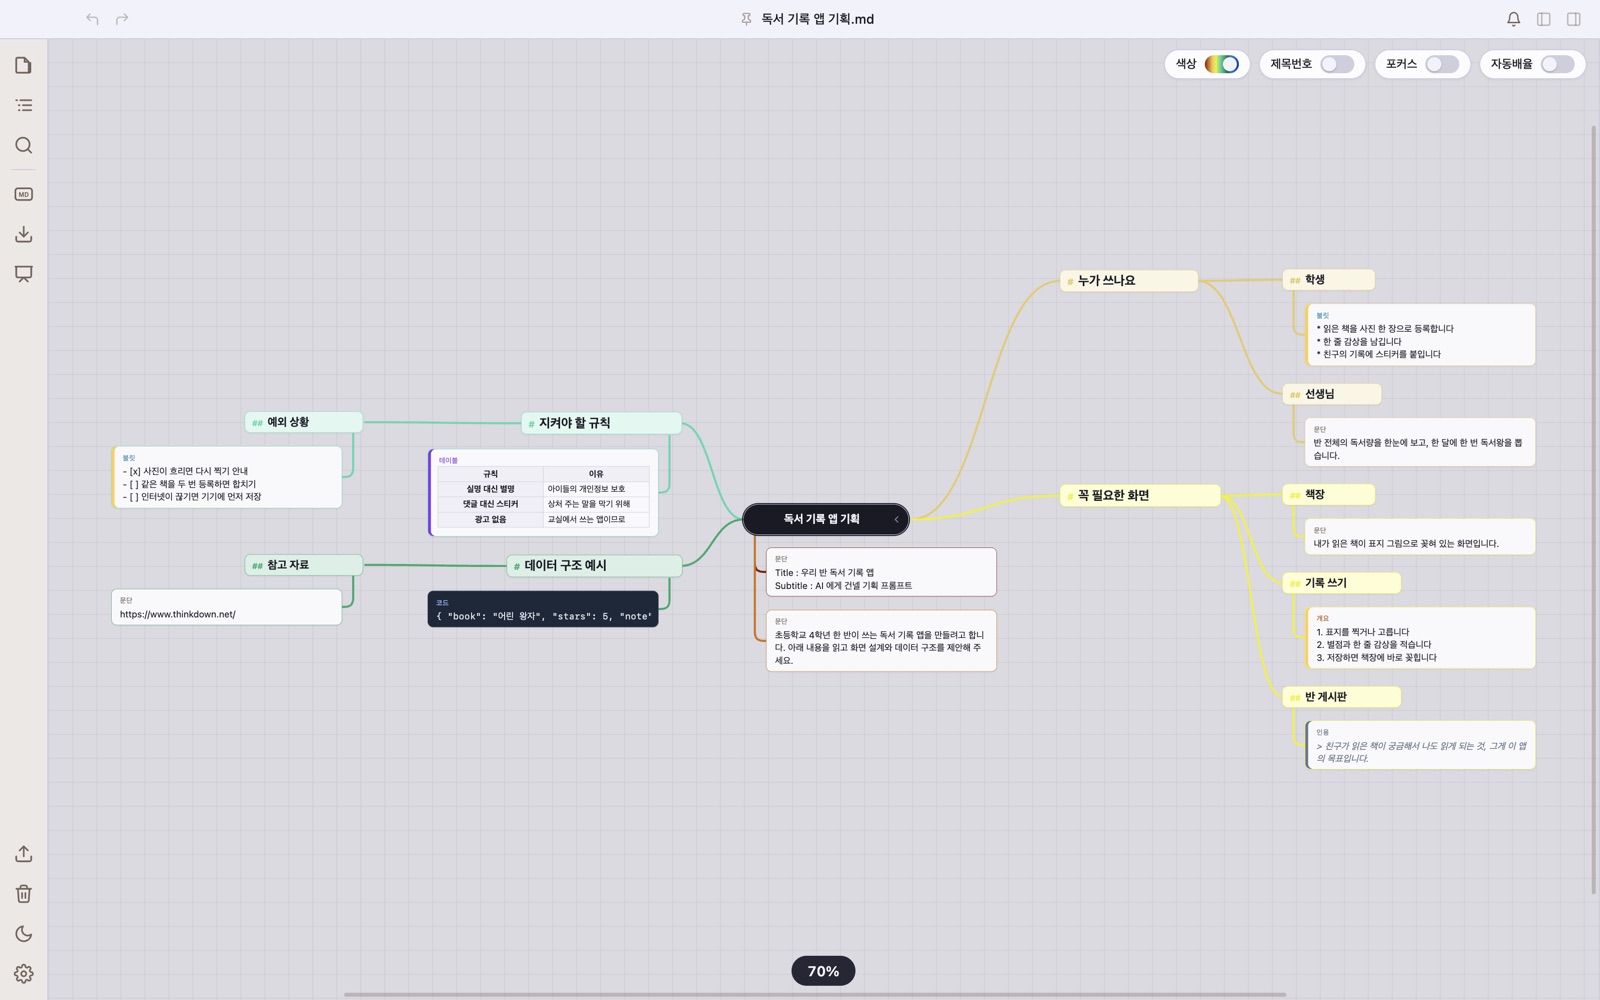 독서 기록 앱 기획.md
색상
제목번호
포커스
자동배율
MD
# 누가 쓰나요
## 학생
불릿
* 읽은 책을 사진 한 장으로 등록합니다
* 한 줄 감상을 남깁니다
* 친구의 기록에 스티커를 붙입니다
## 선생님
문단
반 전체의 독서량을 한눈에 보고, 한 달에 한 번 독서왕을 뽑
습니다.
# 꼭 필요한 화면
## 책장
문단
내가 읽은 책이 표지 그림으로 꽂혀 있는 화면입니다.
## 기록 쓰기
개요
1. 표지를 찍거나 고릅니다
2. 별점과 한 줄 감상을 적습니다
3. 저장하면 책장에 바로 꽂힙니다
## 반 게시판
인용
> 친구가 읽은 책이 궁금해서 나도 읽게 되는 것, 그게 이 앱
의 목표입니다.
독서 기록 앱 기획
문단
Title : 우리 반 독서 기록 앱
Subtitle : AI 에게 건넬 기획 프롬프트
문단
초등학교 4학년 한 반이 쓰는 독서 기록 앱을 만들려고 합니
다. 아래 내용을 읽고 화면 설계와 데이터 구조를 제안해 주
세요.
# 지켜야 할 규칙
테이블
규칙 이유
실명 대신 별명 아이들의 개인정보 보호
댓글 대신 스티커 상처 주는 말을 막기 위해
광고 없음 교실에서 쓰는 앱이므로
## 예외 상황
불릿
- [x] 사진이 흐리면 다시 찍기 안내
- [ ] 같은 책을 두 번 등록하면 합치기
- [ ] 인터넷이 끊기면 기기에 먼저 저장
# 데이터 구조 예시
코드
{ "book": "어린 왕자", "stars": 5, "note"
## 참고 자료
문단
https://www.thinkdown.net/
70%